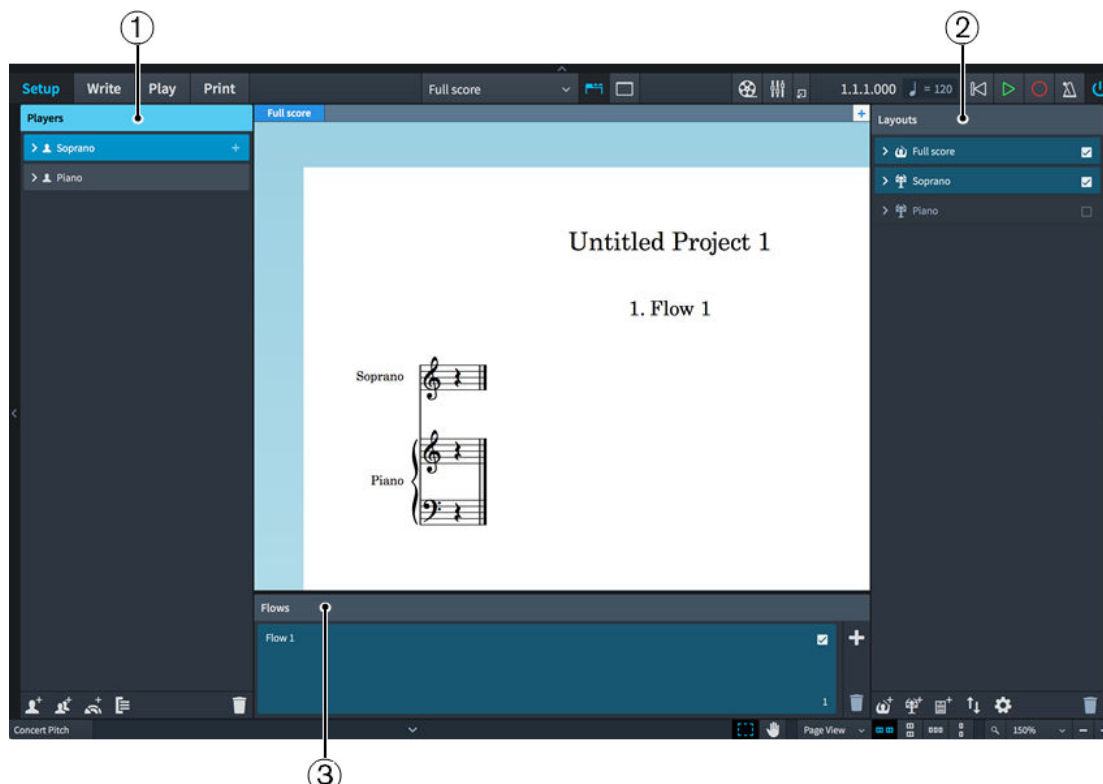 1
2
Setup Write Play Print Full score 1.1.1.000 = 120
Players
Full score
Layouts
Soprano
Piano
Full score
Soprano
Piano
Untitled Project 1
1. Flow 1
Soprano
Piano
Flows
Flow 1
1
Concert Pitch
Page View
150%
3